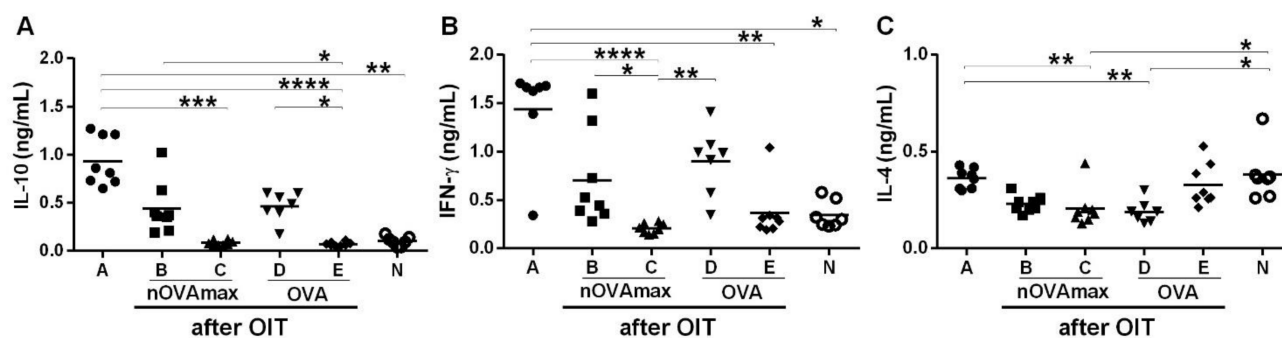 A
IL-10 (ng/mL)
2.0
1.5
1.0
0.5
0.0
*
**
****
***
*
A B C D E N
nOVAmax OVA
after OIT
B
IFN-γ (ng/mL)
2.0
1.5
1.0
0.5
0.0
*
**
****
*
**
A B C D E N
nOVAmax OVA
after OIT
C
IL-4 (ng/mL)
1.0
0.5
0.0
*
**
*
**
A B C D E N
nOVAmax OVA
after OIT